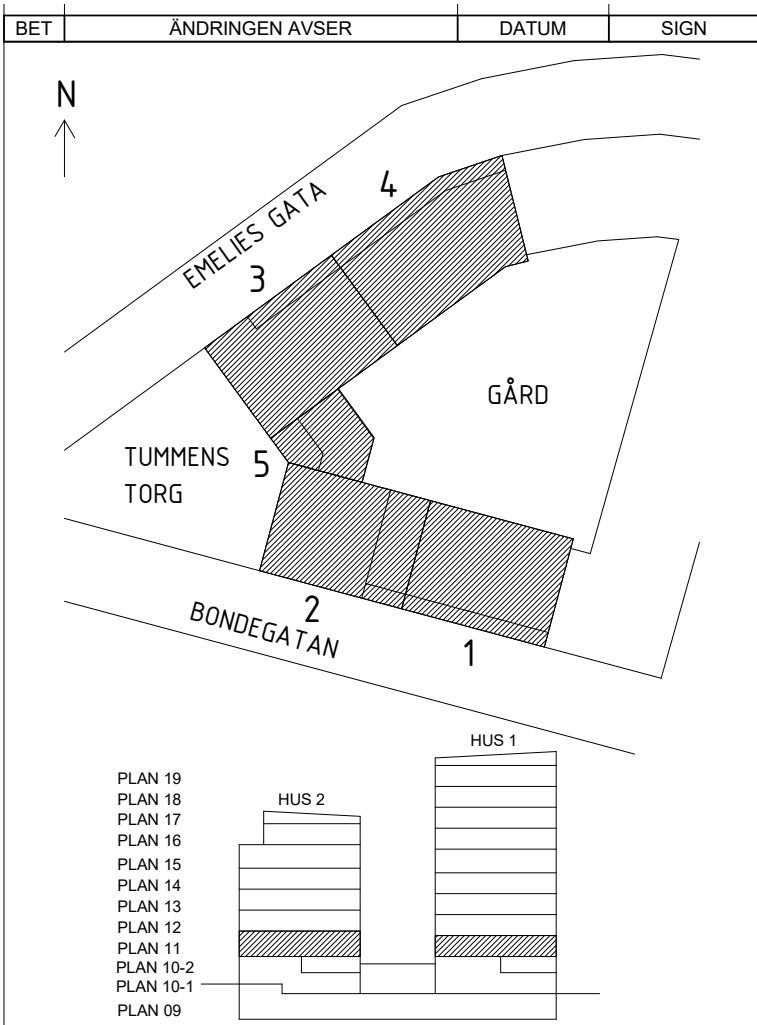 BET ÄNDRINGEN AVSER DATUM SIGN
N
4
EMELIES GATA
3
GÅRD
TUMMENS
TORG
5
2
BONDEGATAN
1
HUS 1
PLAN 19
PLAN 18
HUS 2
PLAN 17
PLAN 16
PLAN 15
PLAN 14
PLAN 13
PLAN 12
PLAN 11
PLAN 10-2
PLAN 10-1
PLAN 09